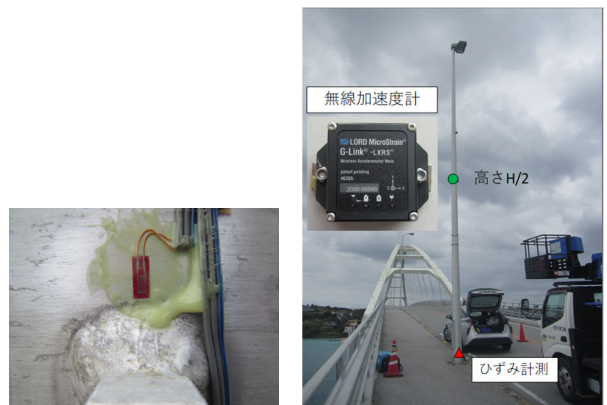 無線加速度計
LORD MicroStrain®
G-Link® -LXRS®
Wireless Accelerometer Node
patent pending
高さH/2
ひずみ計測